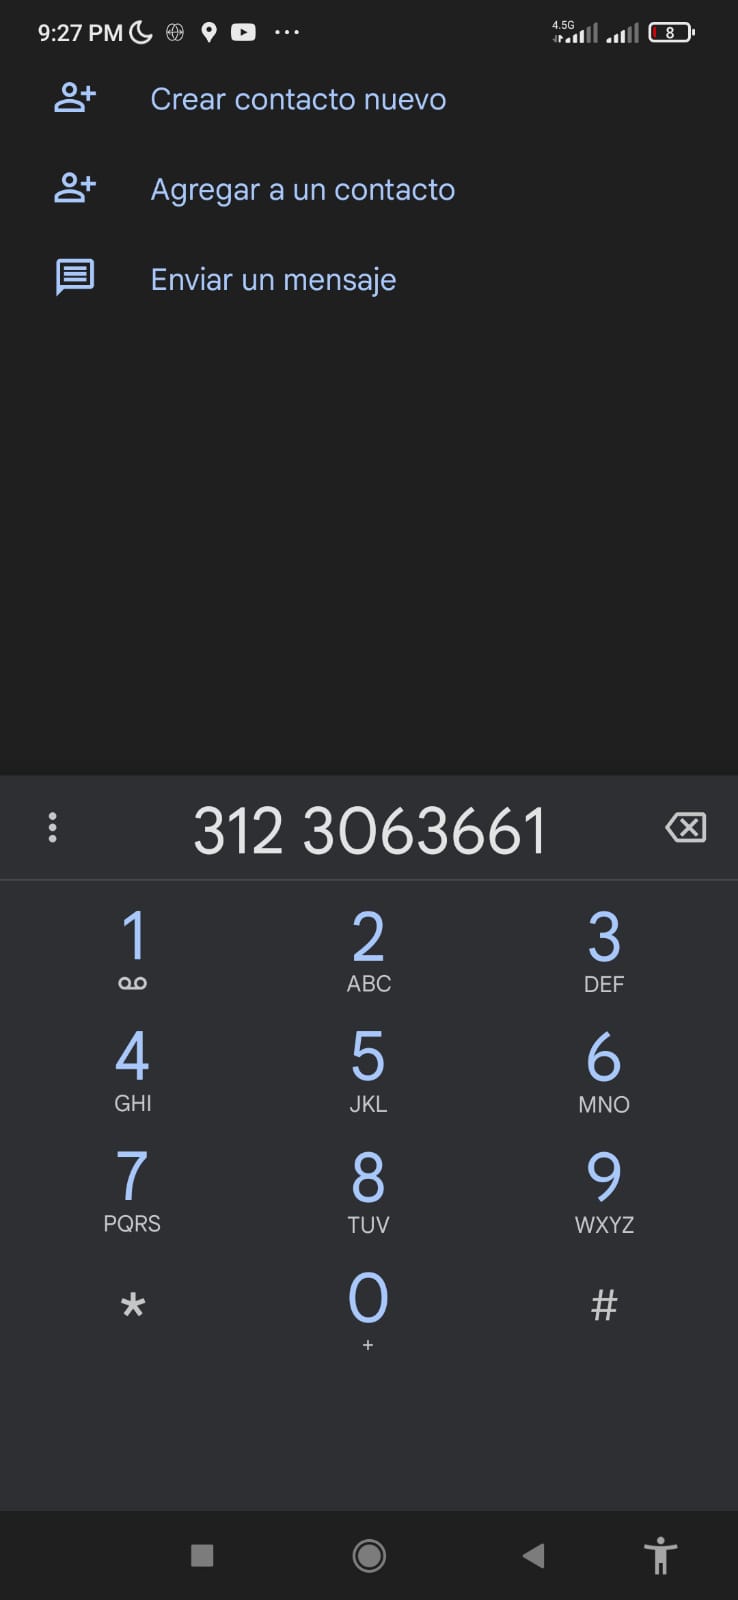 9:27 PM
4.5G
8
Crear contacto nuevo
Agregar a un contacto
Enviar un mensaje
312 3063661
1 2 3
ABC DEF
4 5 6
GHI JKL MNO
7 8 9
PQRS TUV WXYZ
* 0 #
+